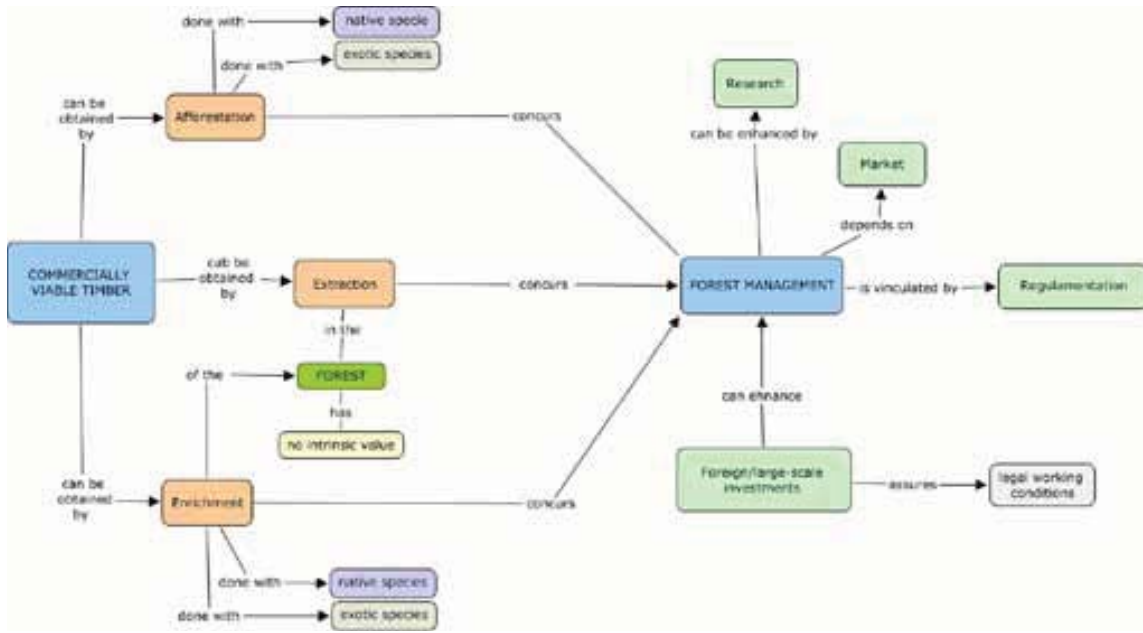 done with
native specie
done with
exotic species
can be
obtained
by
Afforestation
concurs
Research
can be enhanced by
Market
depends on
COMMERCIALLY
VIABLE TIMBER
cab be
obtained
by
Extraction
concurs
FOREST MANAGEMENT
is vinculated by
Regulamentation
in the
of the
FOREST
has
no intrinsic value
can ehnance
Foreign/large-scale
investments
assures
legal working
conditions
can be
obtained
by
Enrichment
concurs
done with
native species
done with
exotic species